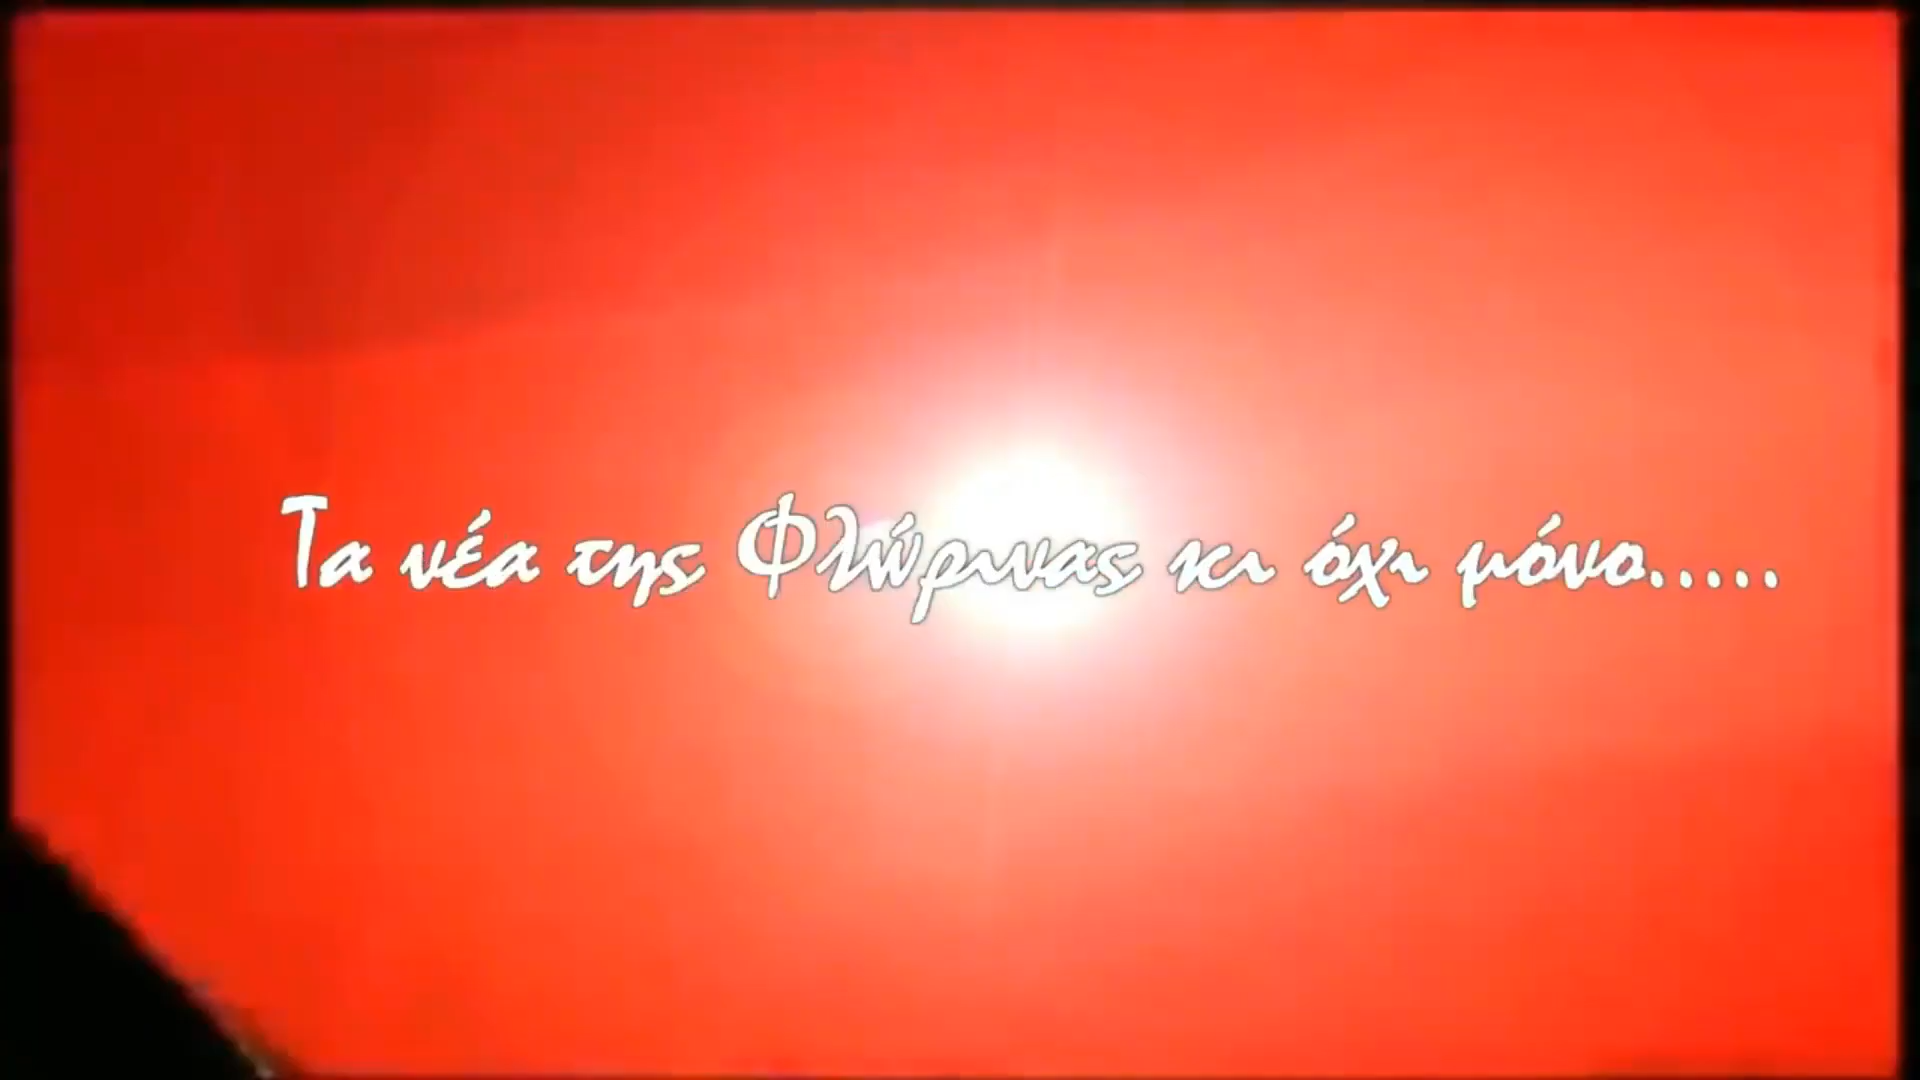 Τα νέα της Φλώρινας κι όχι μόνο.....